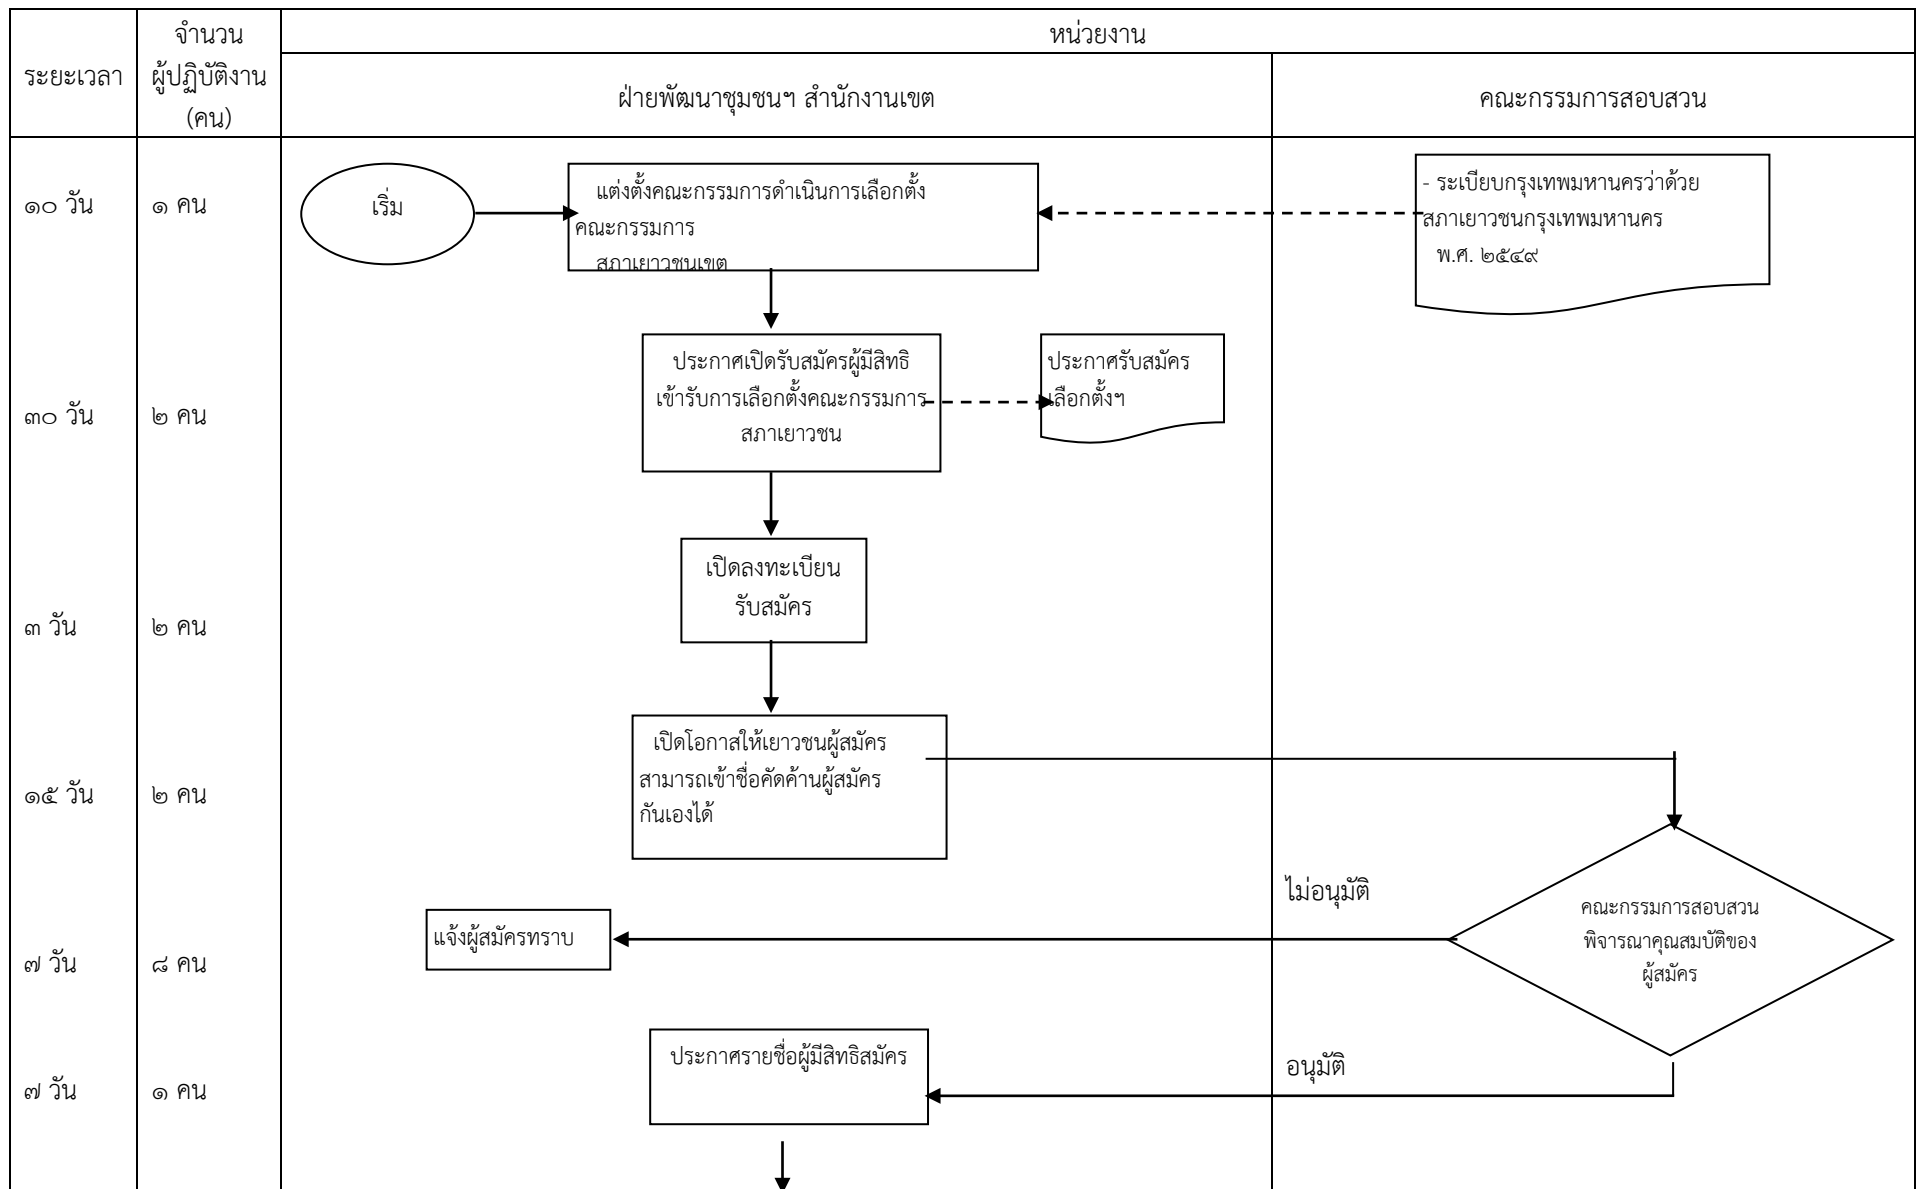 ระยะเวลา
จำนวน
ผู้ปฏิบัติงาน
(คน)
หน่วยงาน
ฝ่ายพัฒนาชุมชนฯ สำนักงานเขต
คณะกรรมการสอบสวน
๑๐ วัน
๑ คน
เริ่ม
แต่งตั้งคณะกรรมการดำเนินการเลือกตั้ง
คณะกรรมการ
สภาเยาวชนเขต
- ระเบียบกรุงเทพมหานครว่าด้วย
สภาเยาวชนกรุงเทพมหานคร
พ.ศ. ๒๕๔๙
๓๐ วัน
๒ คน
ประกาศเปิดรับสมัครผู้มีสิทธิ
เข้ารับการเลือกตั้งคณะกรรมการ
สภาเยาวชน
ประกาศรับสมัคร
เลือกตั้งฯ
๓ วัน
๒ คน
เปิดลงทะเบียน
รับสมัคร
๑๕ วัน
๒ คน
เปิดโอกาสให้เยาวชนผู้สมัคร
สามารถเข้าชื่อคัดค้านผู้สมัคร
กันเองได้
๗ วัน
๘ คน
แจ้งผู้สมัครทราบ
ไม่อนุมัติ
คณะกรรมการสอบสวน
พิจารณาคุณสมบัติของ
ผู้สมัคร
๗ วัน
๑ คน
ประกาศรายชื่อผู้มีสิทธิสมัคร
อนุมัติ